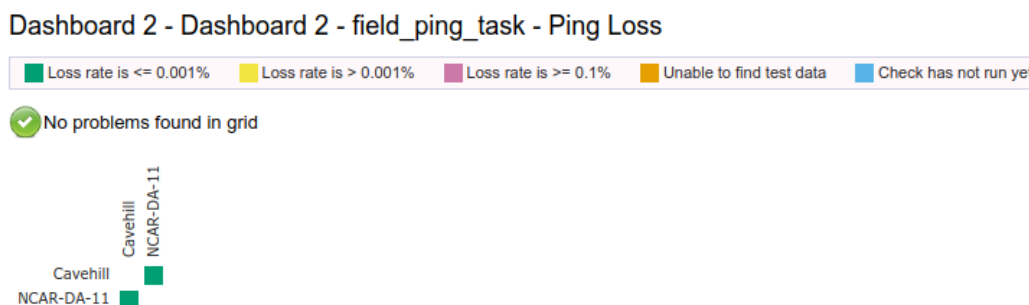 Dashboard 2 - Dashboard 2 - field_ping_task - Ping Loss
Loss rate is <= 0.001% Loss rate is > 0.001% Loss rate is >= 0.1% Unable to find test data Check has not run yet
No problems found in grid
Cavehill
NCAR-DA-11
Cavehill
NCAR-DA-11